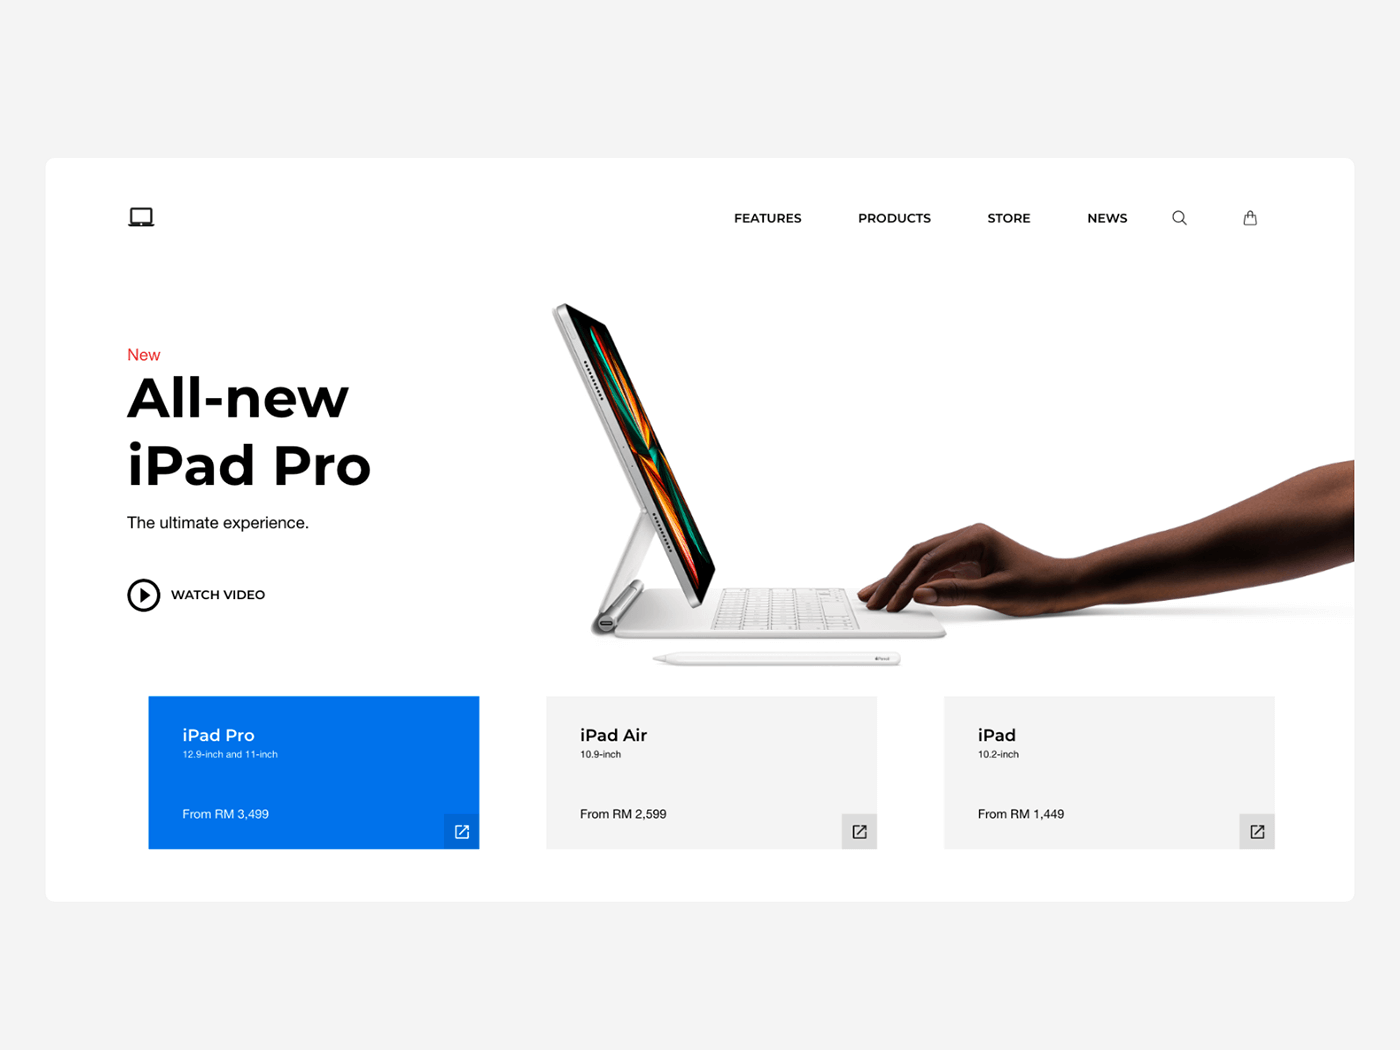 FEATURES PRODUCTS STORE NEWS
New
All-new
iPad Pro
The ultimate experience.
WATCH VIDEO
Pencil
iPad Pro
12.9-inch and 11-inch
From RM 3,499
iPad Air
10.9-inch
From RM 2,599
iPad
10.2-inch
From RM 1,449